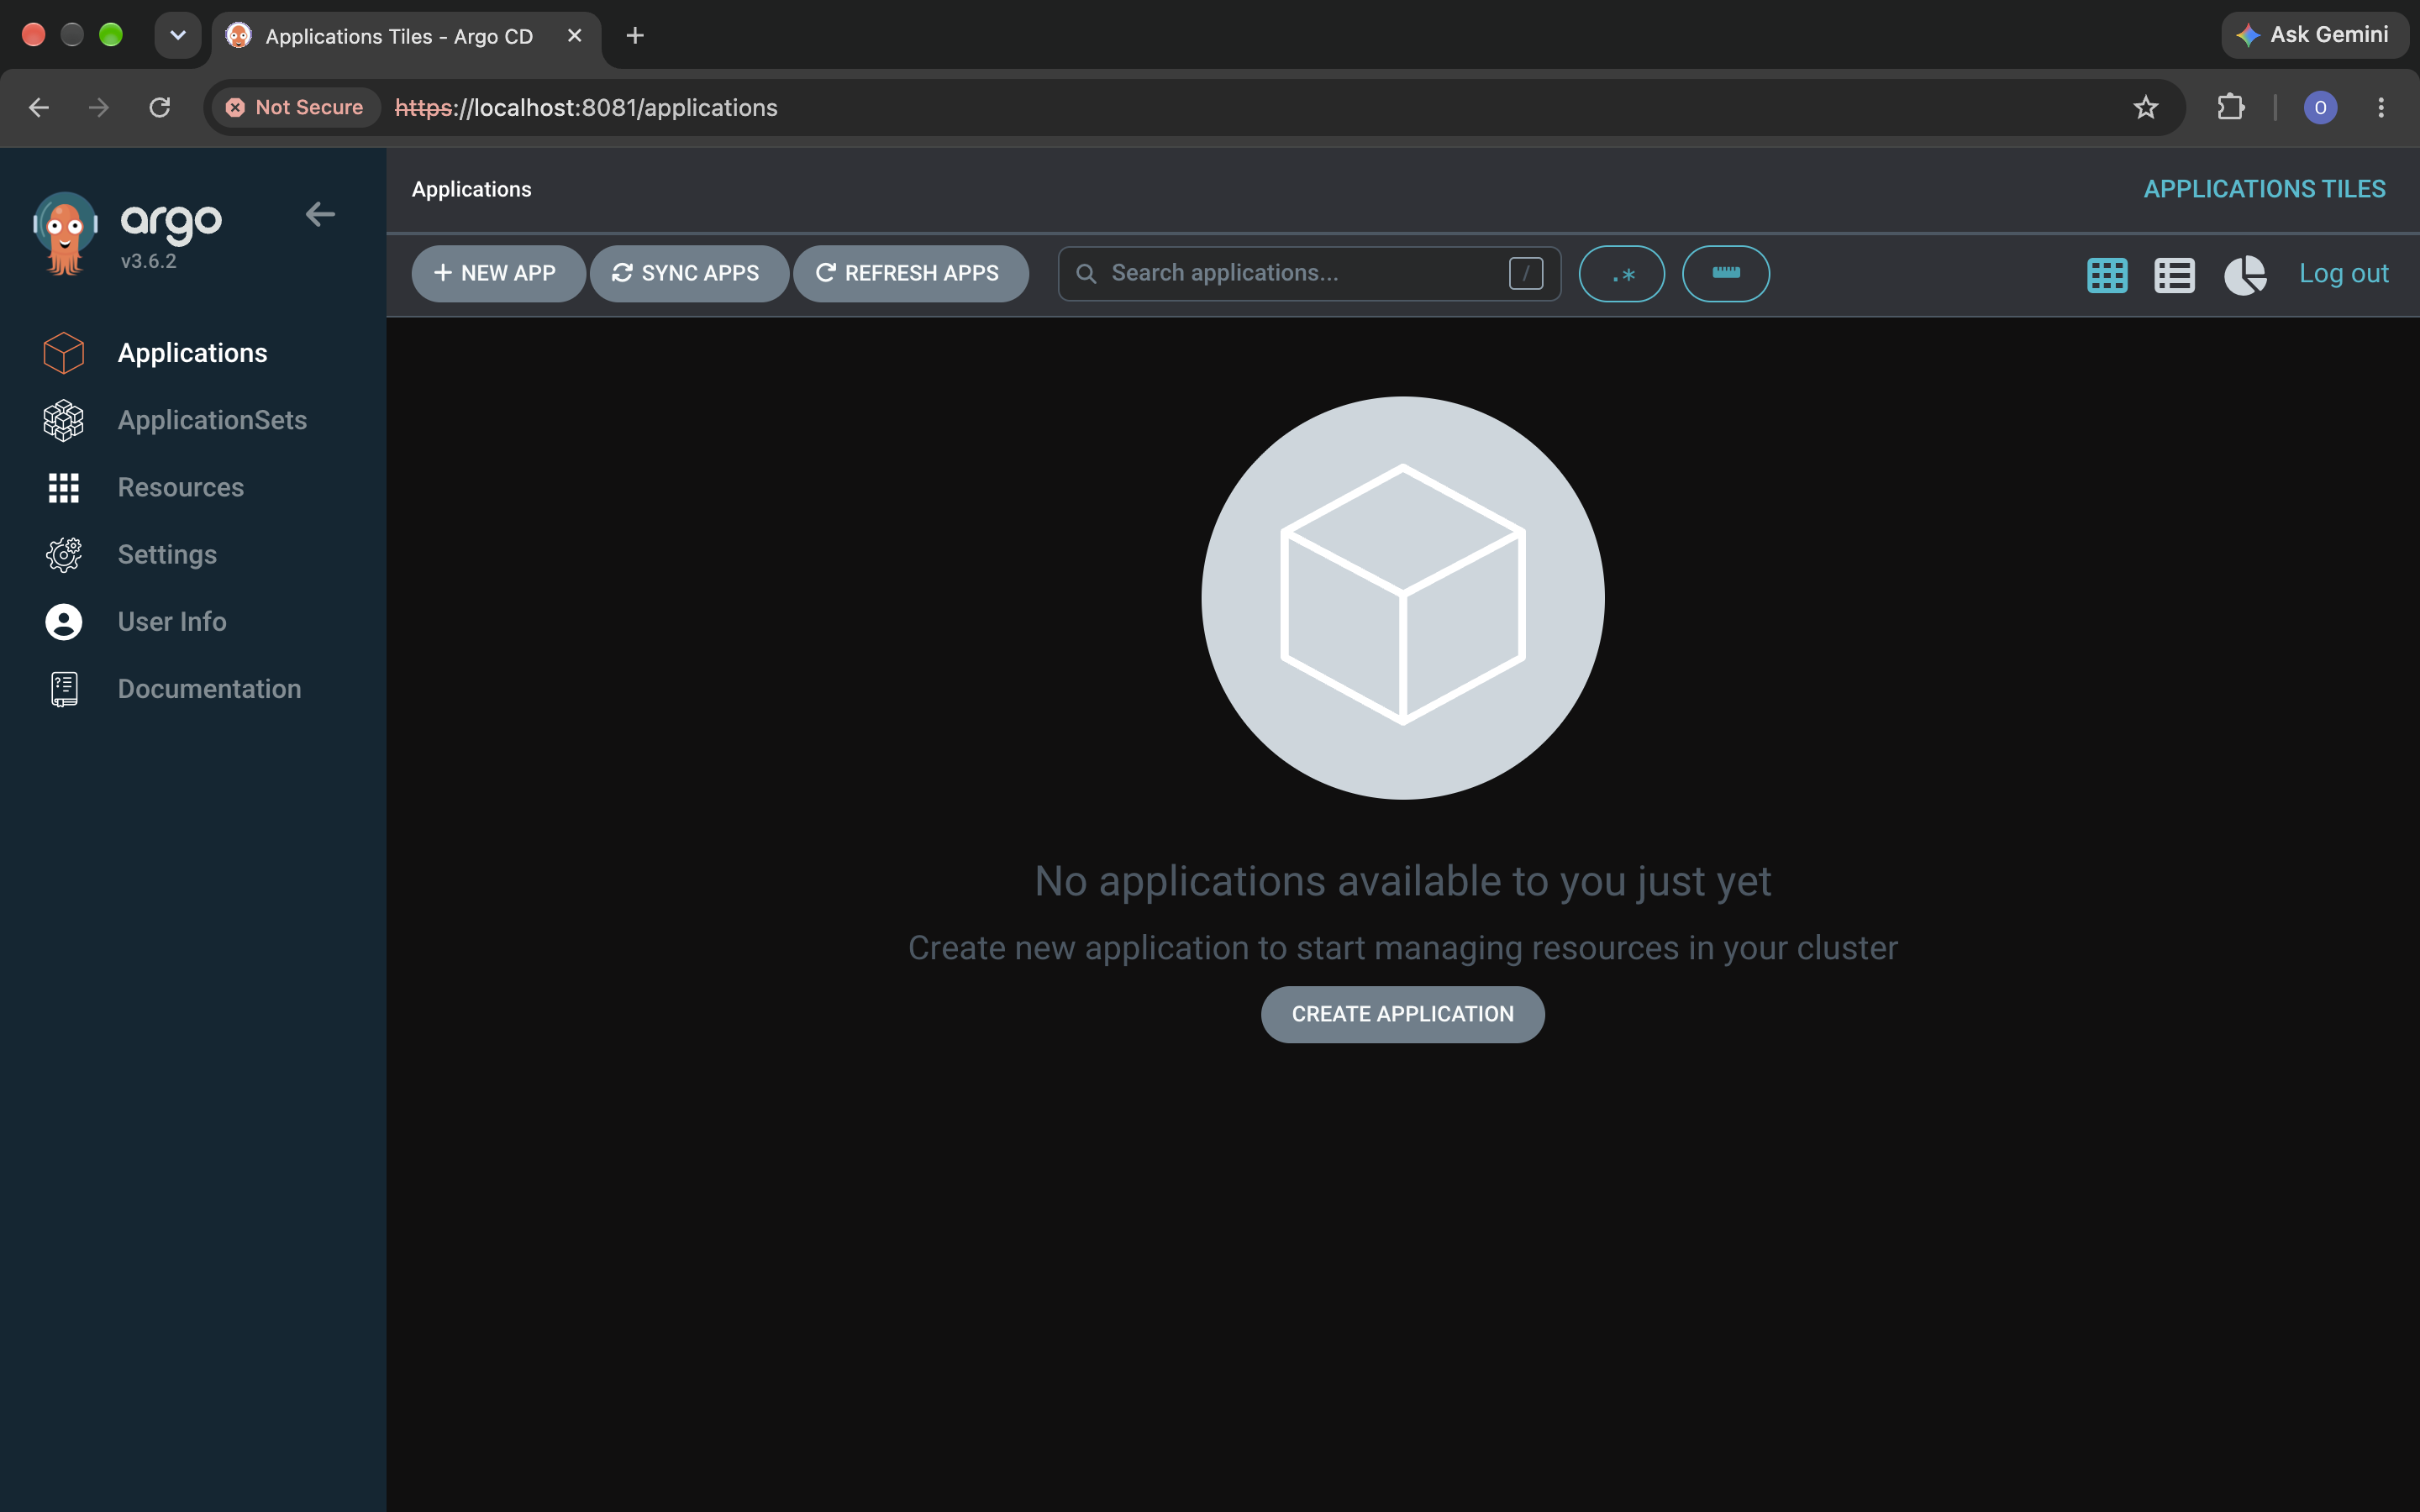 Applications Tiles - Argo CD
Ask Gemini
Not Secure https://localhost:8081/applications
O
argo
v3.6.2
Applications
APPLICATIONS TILES
NEW APP SYNC APPS REFRESH APPS Search applications... / .* Log out
Applications
ApplicationSets
Resources
Settings
User Info
Documentation
No applications available to you just yet
Create new application to start managing resources in your cluster
CREATE APPLICATION